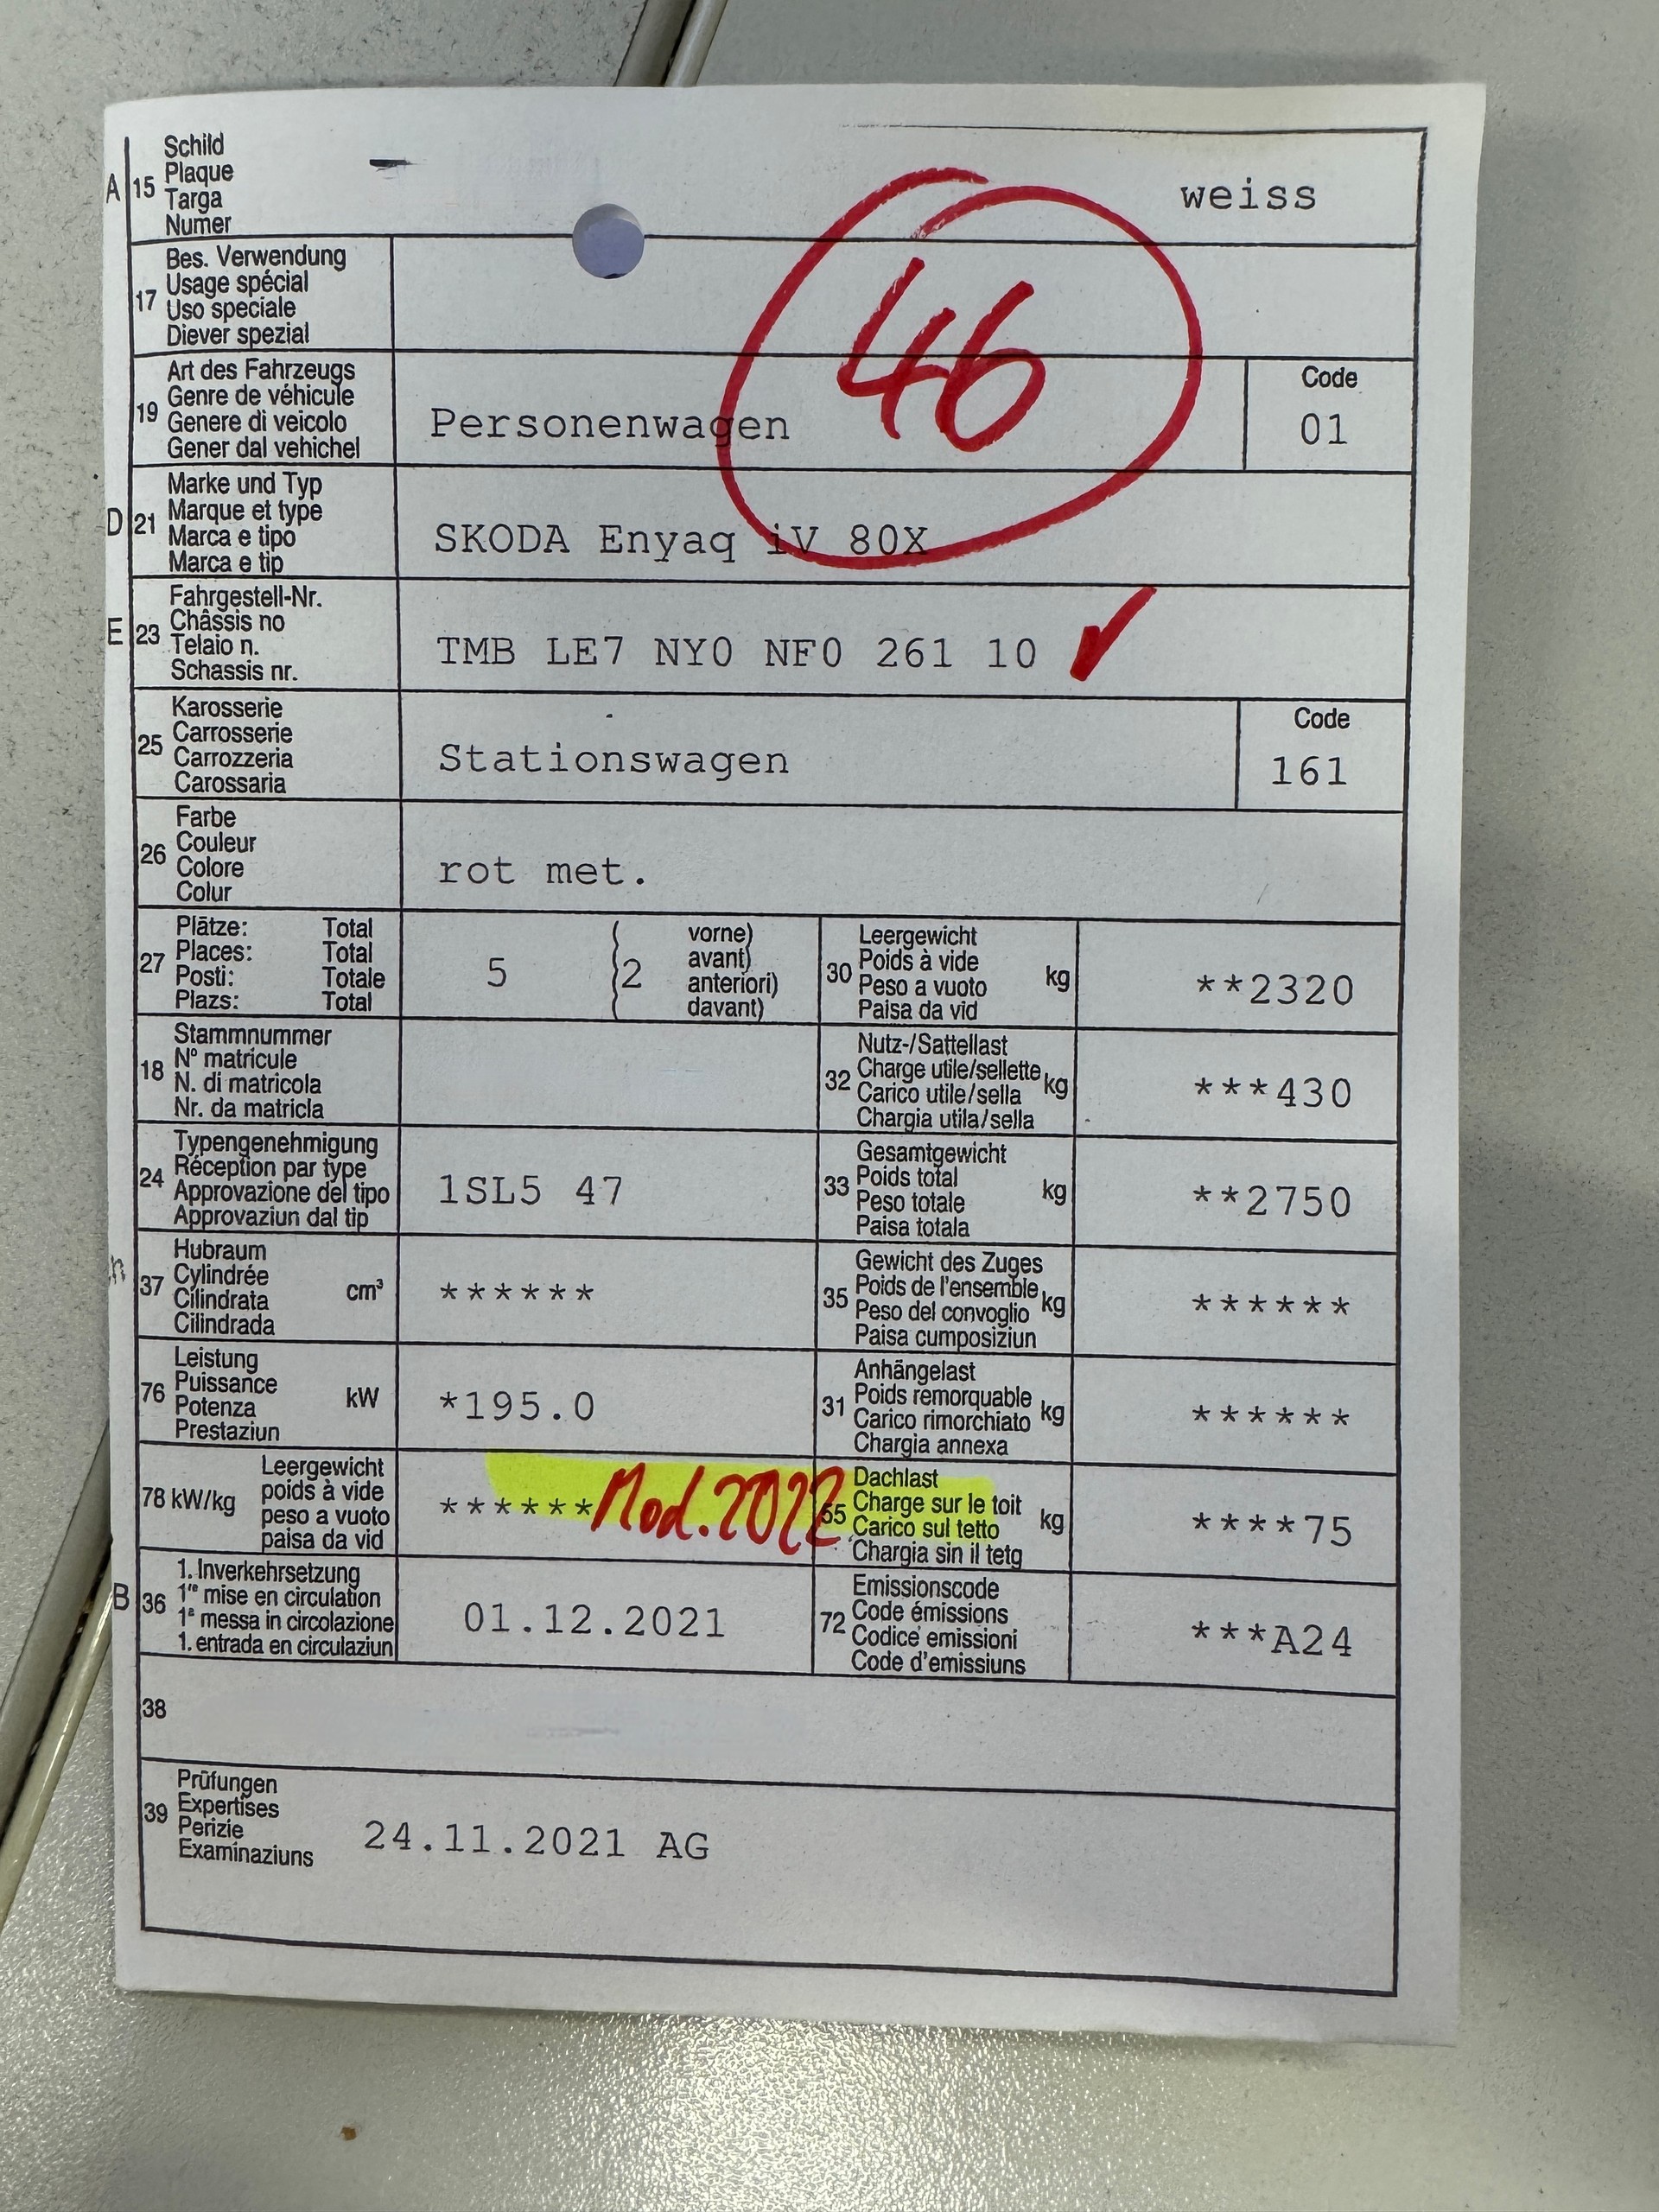 A 15 Schild
Plaque
Targa
Numer
weiss
17 Bes. Verwendung
Usage spécial
Uso speciale
Diever spezial
46
19 Art des Fahrzeugs
Genre de véhicule
Genere di veicolo
Gener dal vehichel
Personenwagen
Code
01
D 21 Marke und Typ
Marque et type
Marca e tipo
Marca e tip
SKODA Enyaq iV 80X
E 23 Fahrgestell-Nr.
Châssis no
Telaio n.
Schassis nr.
TMB LE7 NY0 NF0 261 10 ✓
25 Karosserie
Carrosserie
Carrozzeria
Carossaria
Stationswagen
Code
161
26 Farbe
Couleur
Colore
Colur
rot met.
27 Plätze: Total
Places: Total
Posti: Totale
Plazs: Total
5 (2 vorne)
avant)
anteriori)
davant)
30 Leergewicht
Poids à vide kg
Peso a vuoto
Paisa da vid
**2320
18 Stammnummer
N° matricule
N. di matricola
Nr. da matricla
32 Nutz-/Sattellast
Charge utile/sellette kg
Carico utile/sella
Chargia utila/sella
***430
24 Typengenehmigung
Réception par type
Approvazione del tipo
Approvaziun dal tip
1SL5 47
33 Gesamtgewicht
Poids total kg
Peso totale
Paisa totala
**2750
37 Hubraum
Cylindrée cm³
Cilindrata
Cilindrada
******
35 Gewicht des Zuges
Poids de l'ensemble kg
Peso del convoglio
Paisa cumposiziun
******
76 Leistung
Puissance kW
Potenza
Prestaziun
*195.0
31 Anhängelast
Poids remorquable kg
Carico rimorchiato
Chargia annexa
******
78 kW/kg Leergewicht
poids à vide
peso a vuoto
paisa da vid
****** Mod. 2022
55 Dachlast
Charge sur le toit kg
Carico sul tetto
Chargia sin il tetg
****75
B 36 1. Inverkehrsetzung
1re mise en circulation
1a messa in circolazione
1. entrada en circulaziun
01.12.2021
72 Emissionscode
Code émissions
Codice emissioni
Code d'emissiuns
***A24
38
39 Prüfungen
Expertises
Perizie
Examinaziuns
24.11.2021 AG